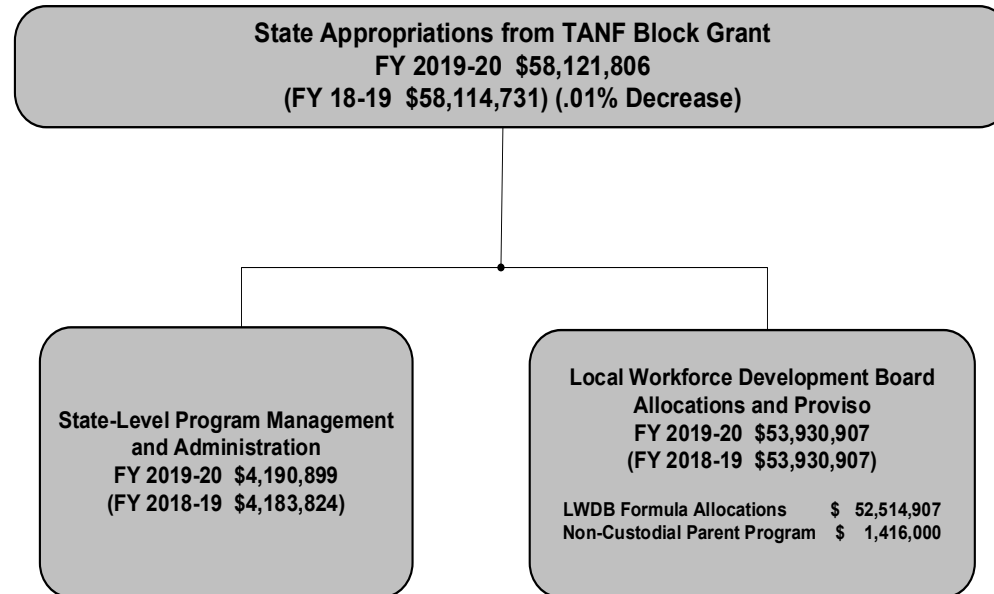 State Appropriations from TANF Block Grant
FY 2019-20 $58,121,806
(FY 18-19 $58,114,731) (.01% Decrease)
State-Level Program Management
and Administration
FY 2019-20 $4,190,899
(FY 2018-19 $4,183,824)
Local Workforce Development Board
Allocations and Proviso
FY 2019-20 $53,930,907
(FY 2018-19 $53,930,907)
LWDB Formula Allocations $ 52,514,907
Non-Custodial Parent Program $ 1,416,000